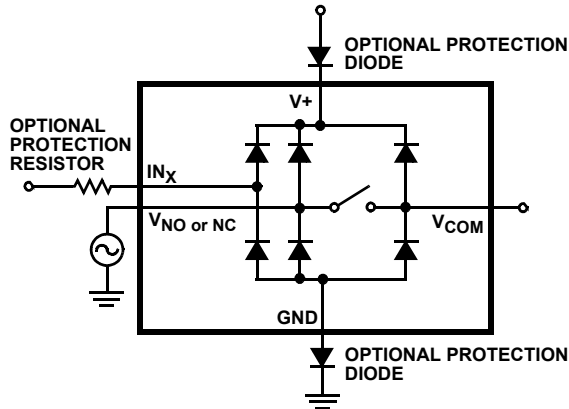 OPTIONAL PROTECTION
DIODE
V+
OPTIONAL
PROTECTION
RESISTOR
INX
VNO or NC
VCOM
GND
OPTIONAL PROTECTION
DIODE